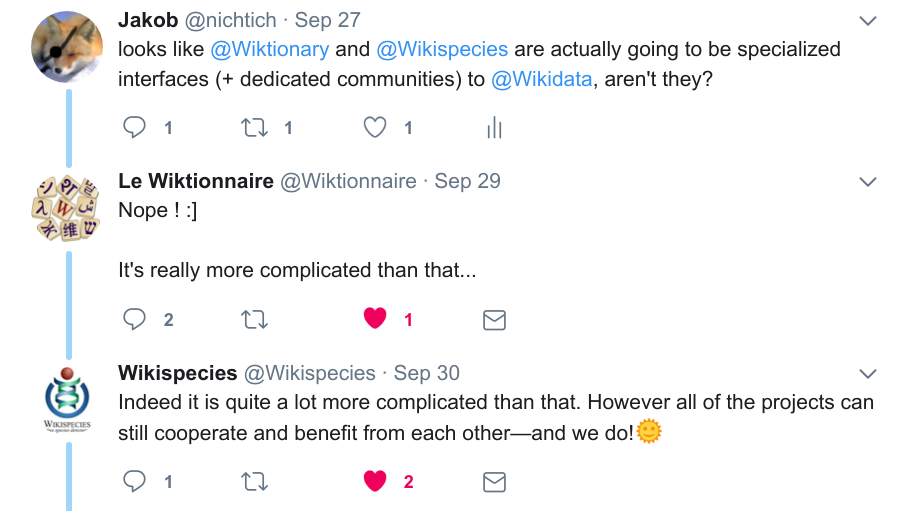 Jakob @nichtich · Sep 27
looks like @Wiktionary and @Wikispecies are actually going to be specialized
interfaces (+ dedicated communities) to @Wikidata, aren't they?
1 1 1
Le Wiktionnaire @Wiktionnaire · Sep 29
Nope ! :]
It's really more complicated than that...
2 1
Wikispecies @Wikispecies · Sep 30
Indeed it is quite a lot more complicated than that. However all of the projects can
still cooperate and benefit from each other—and we do!🌞
WIKISPECIES
1 2